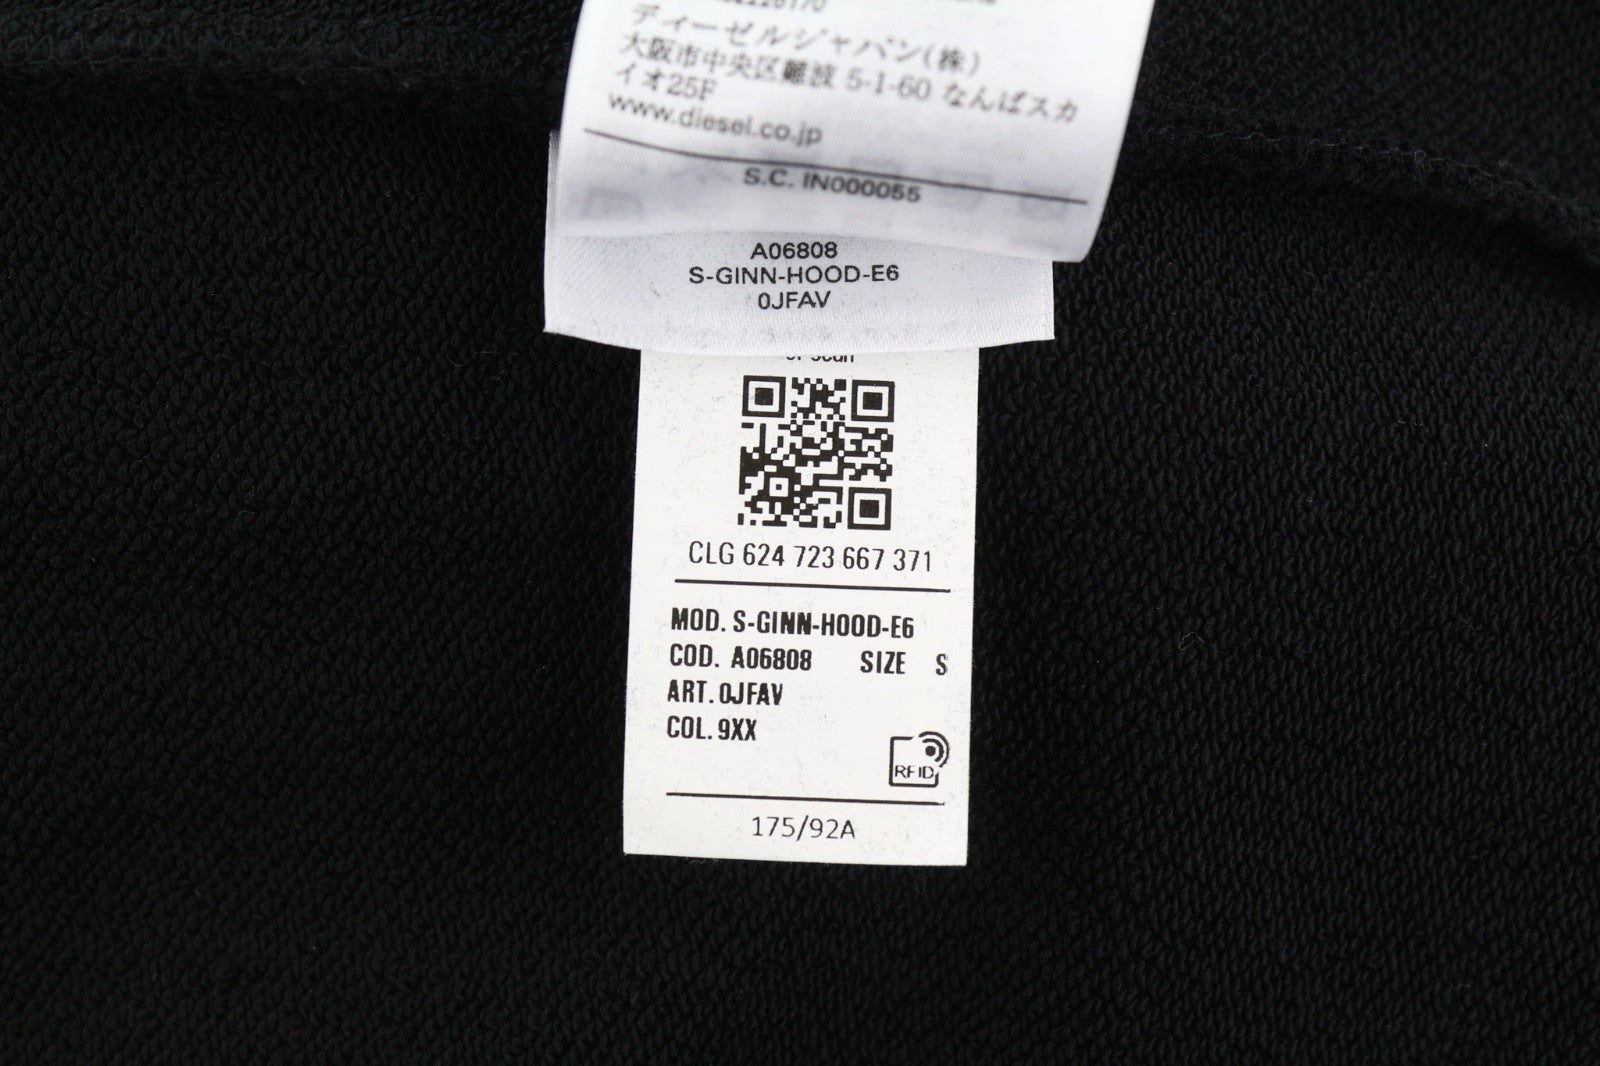 ディーゼルジャパン(株)
大阪市中央区難波 5-1-60 なんばスカ
イオ25F
www.diesel.co.jp
S.C. IN000055
A06808
S-GINN-HOOD-E6
0JFAV
or scan
CLG 624 723 667 371
MOD. S-GINN-HOOD-E6
COD. A06808 SIZE S
ART. 0JFAV
COL. 9XX
RFID
175/92A